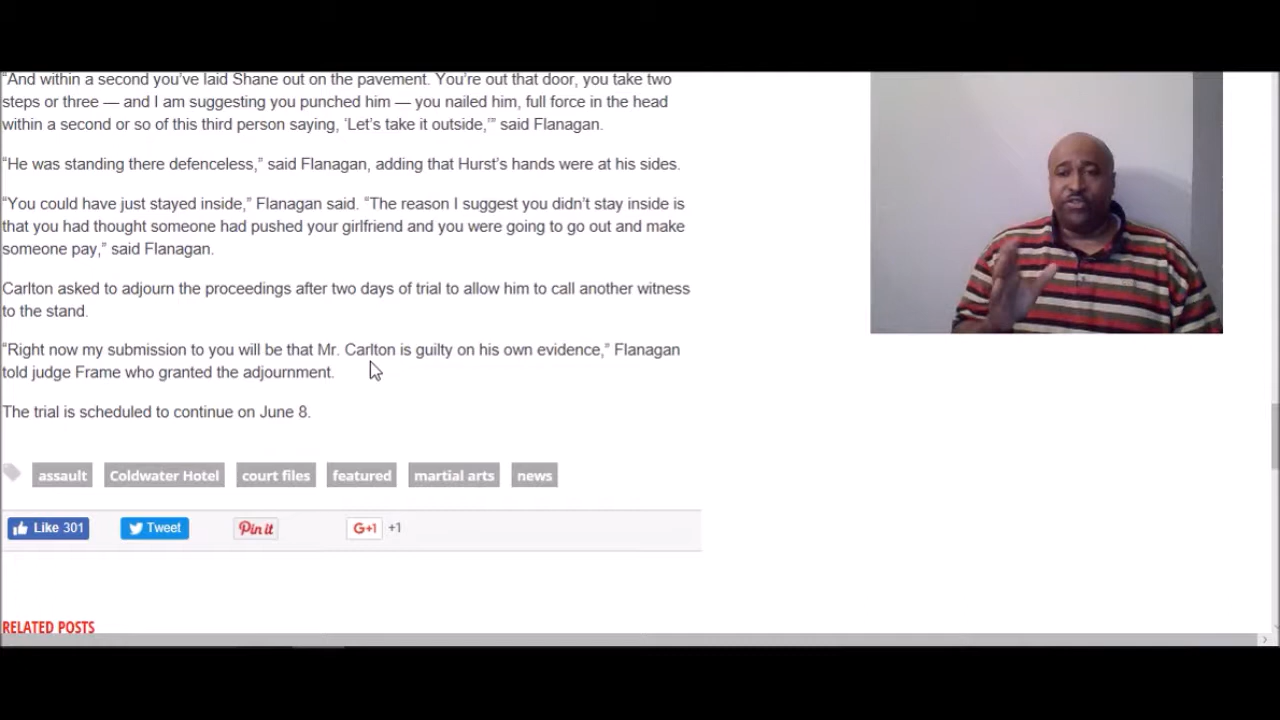 “And within a second you’ve laid Shane out on the pavement. You’re out that door, you take two
steps or three — and I am suggesting you punched him — you nailed him, full force in the head
within a second or so of this third person saying, ‘Let’s take it outside,’” said Flanagan.
“He was standing there defenceless,” said Flanagan, adding that Hurst’s hands were at his sides.
“You could have just stayed inside,” Flanagan said. “The reason I suggest you didn’t stay inside is
that you had thought someone had pushed your girlfriend and you were going to go out and make
someone pay,” said Flanagan.
Carlton asked to adjourn the proceedings after two days of trial to allow him to call another witness
to the stand.
“Right now my submission to you will be that Mr. Carlton is guilty on his own evidence,” Flanagan
told judge Frame who granted the adjournment.
The trial is scheduled to continue on June 8.
assault Coldwater Hotel court files featured martial arts news
Like 301 Tweet Pin it G+1 +1
RELATED POSTS